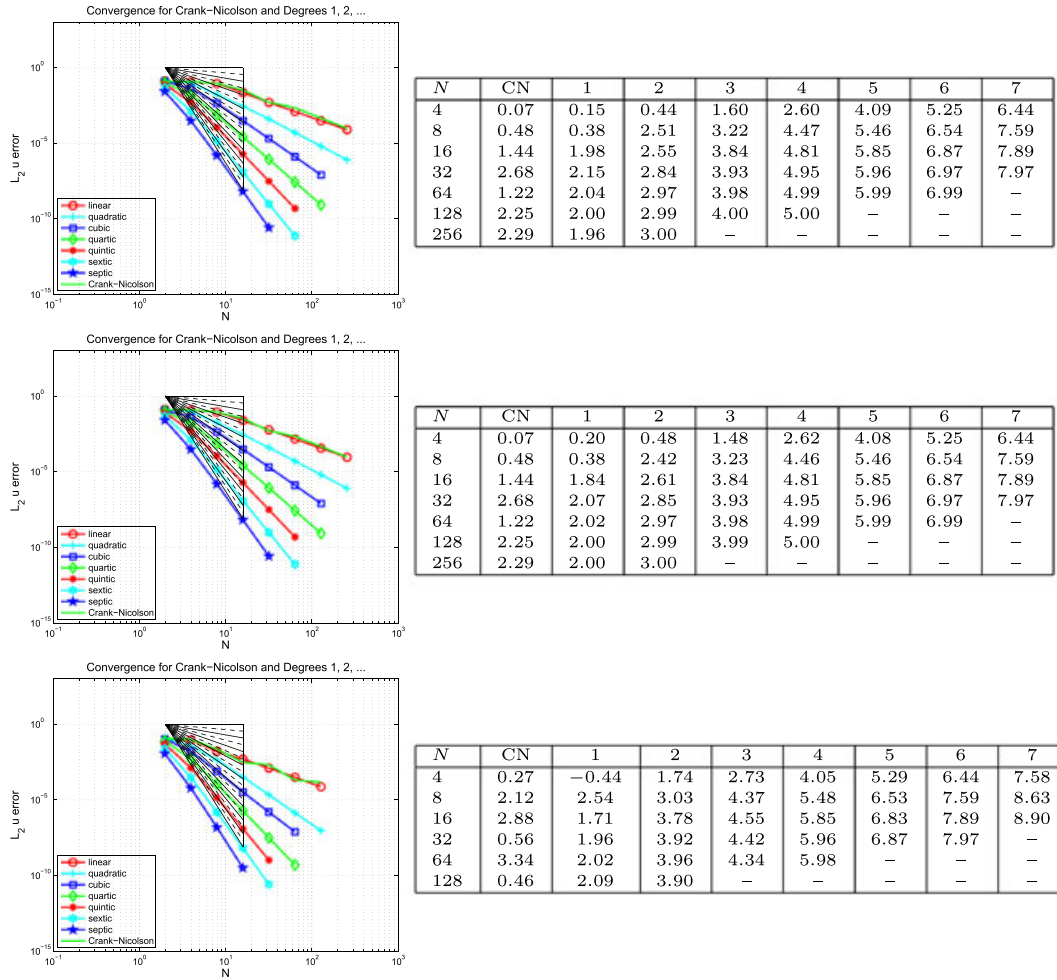 Convergence for Crank−Nicolson and Degrees 1, 2, ...
10^0
10^−5
10^−10
10^−15
L_2 u error
linear
quadratic
cubic
quartic
quintic
sextic
septic
Crank−Nicolson
10^−1 10^0 10^1 10^2 10^3
N
N CN 1 2 3 4 5 6 7
4 0.07 0.15 0.44 1.60 2.60 4.09 5.25 6.44
8 0.48 0.38 2.51 3.22 4.47 5.46 6.54 7.59
16 1.44 1.98 2.55 3.84 4.81 5.85 6.87 7.89
32 2.68 2.15 2.84 3.93 4.95 5.96 6.97 7.97
64 1.22 2.04 2.97 3.98 4.99 5.99 6.99 –
128 2.25 2.00 2.99 4.00 5.00 – – –
256 2.29 1.96 3.00 – – – – –
Convergence for Crank−Nicolson and Degrees 1, 2, ...
10^0
10^−5
10^−10
10^−15
L_2 u error
linear
quadratic
cubic
quartic
quintic
sextic
septic
Crank−Nicolson
10^−1 10^0 10^1 10^2 10^3
N
N CN 1 2 3 4 5 6 7
4 0.07 0.20 0.48 1.48 2.62 4.08 5.25 6.44
8 0.48 0.38 2.42 3.23 4.46 5.46 6.54 7.59
16 1.44 1.84 2.61 3.84 4.81 5.85 6.87 7.89
32 2.68 2.07 2.85 3.93 4.95 5.96 6.97 7.97
64 1.22 2.02 2.97 3.98 4.99 5.99 6.99 –
128 2.25 2.00 2.99 3.99 5.00 – – –
256 2.29 2.00 3.00 – – – – –
Convergence for Crank−Nicolson and Degrees 1, 2, ...
10^0
10^−5
10^−10
10^−15
L_2 u error
linear
quadratic
cubic
quartic
quintic
sextic
septic
Crank−Nicolson
10^−1 10^0 10^1 10^2 10^3
N
N CN 1 2 3 4 5 6 7
4 0.27 −0.44 1.74 2.73 4.05 5.29 6.44 7.58
8 2.12 2.54 3.03 4.37 5.48 6.53 7.59 8.63
16 2.88 1.71 3.78 4.55 5.85 6.83 7.89 8.90
32 0.56 1.96 3.92 4.42 5.96 6.87 7.97 –
64 3.34 2.02 3.96 4.34 5.98 – – –
128 0.46 2.09 3.90 – – – – –